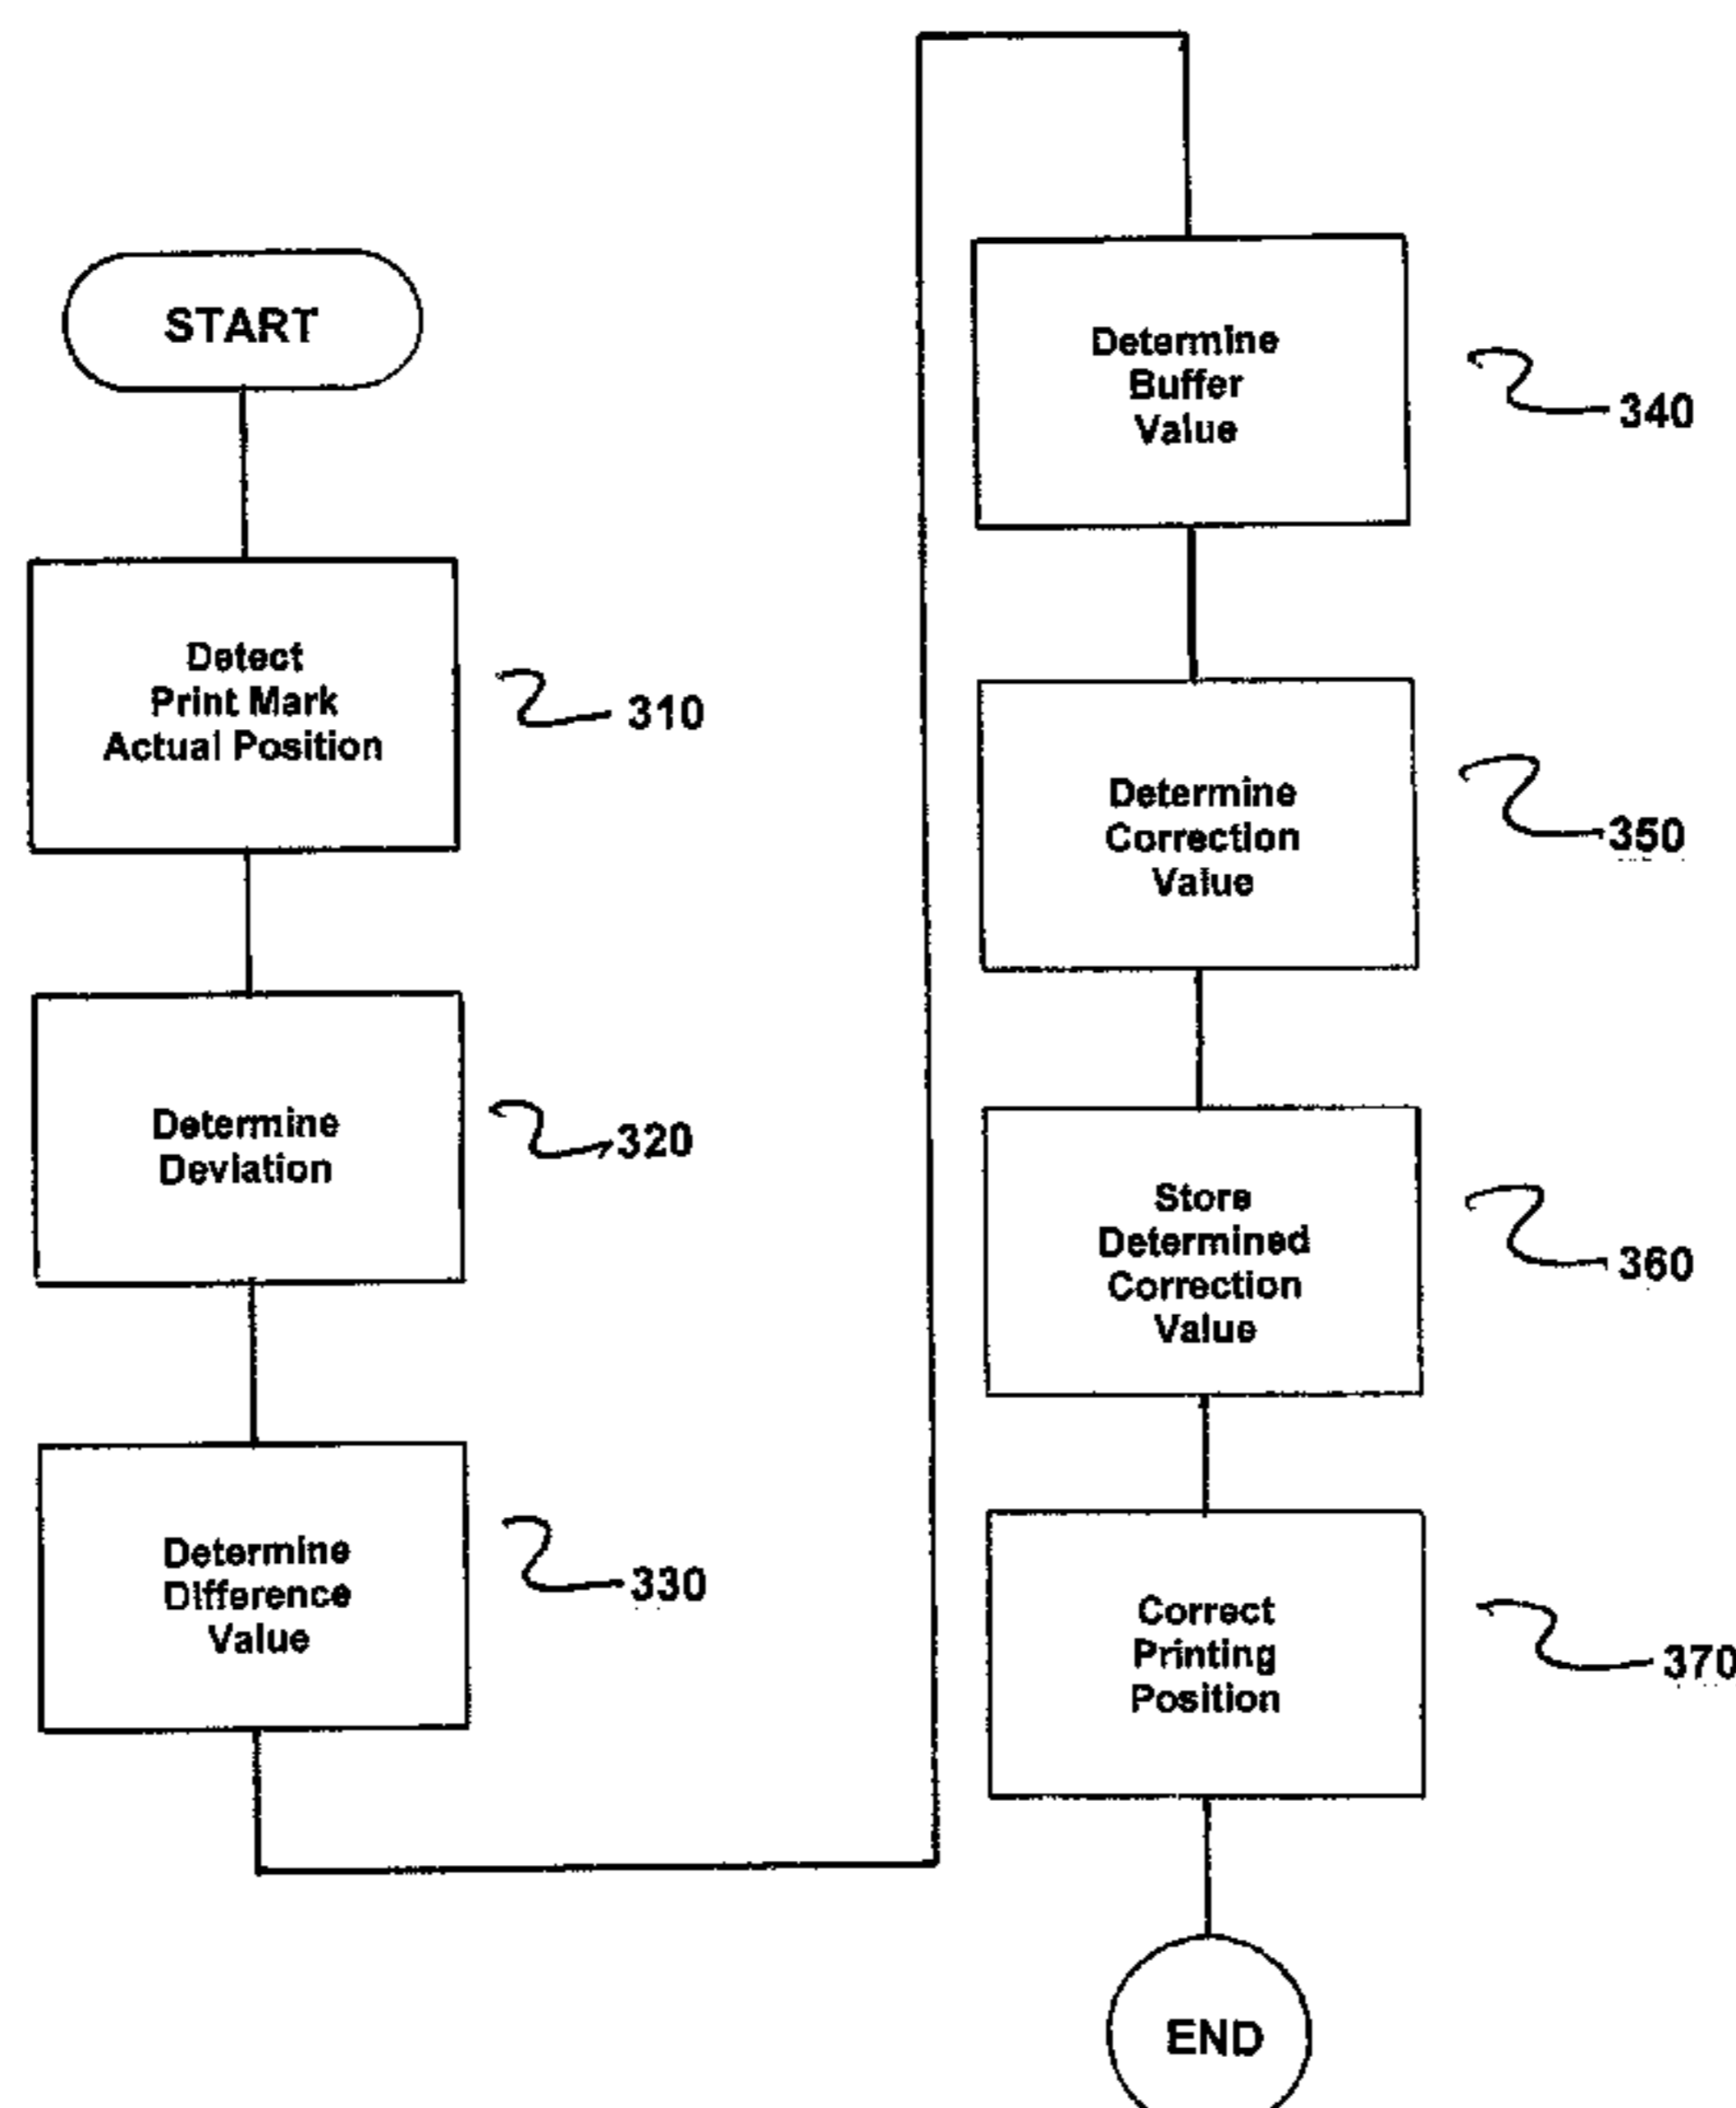 START
Detect
Print Mark
Actual Position
310
Determine
Deviation
320
Determine
Difference
Value
330
Determine
Buffer
Value
340
Determine
Correction
Value
350
Store
Determined
Correction
Value
360
Correct
Printing
Position
370
END